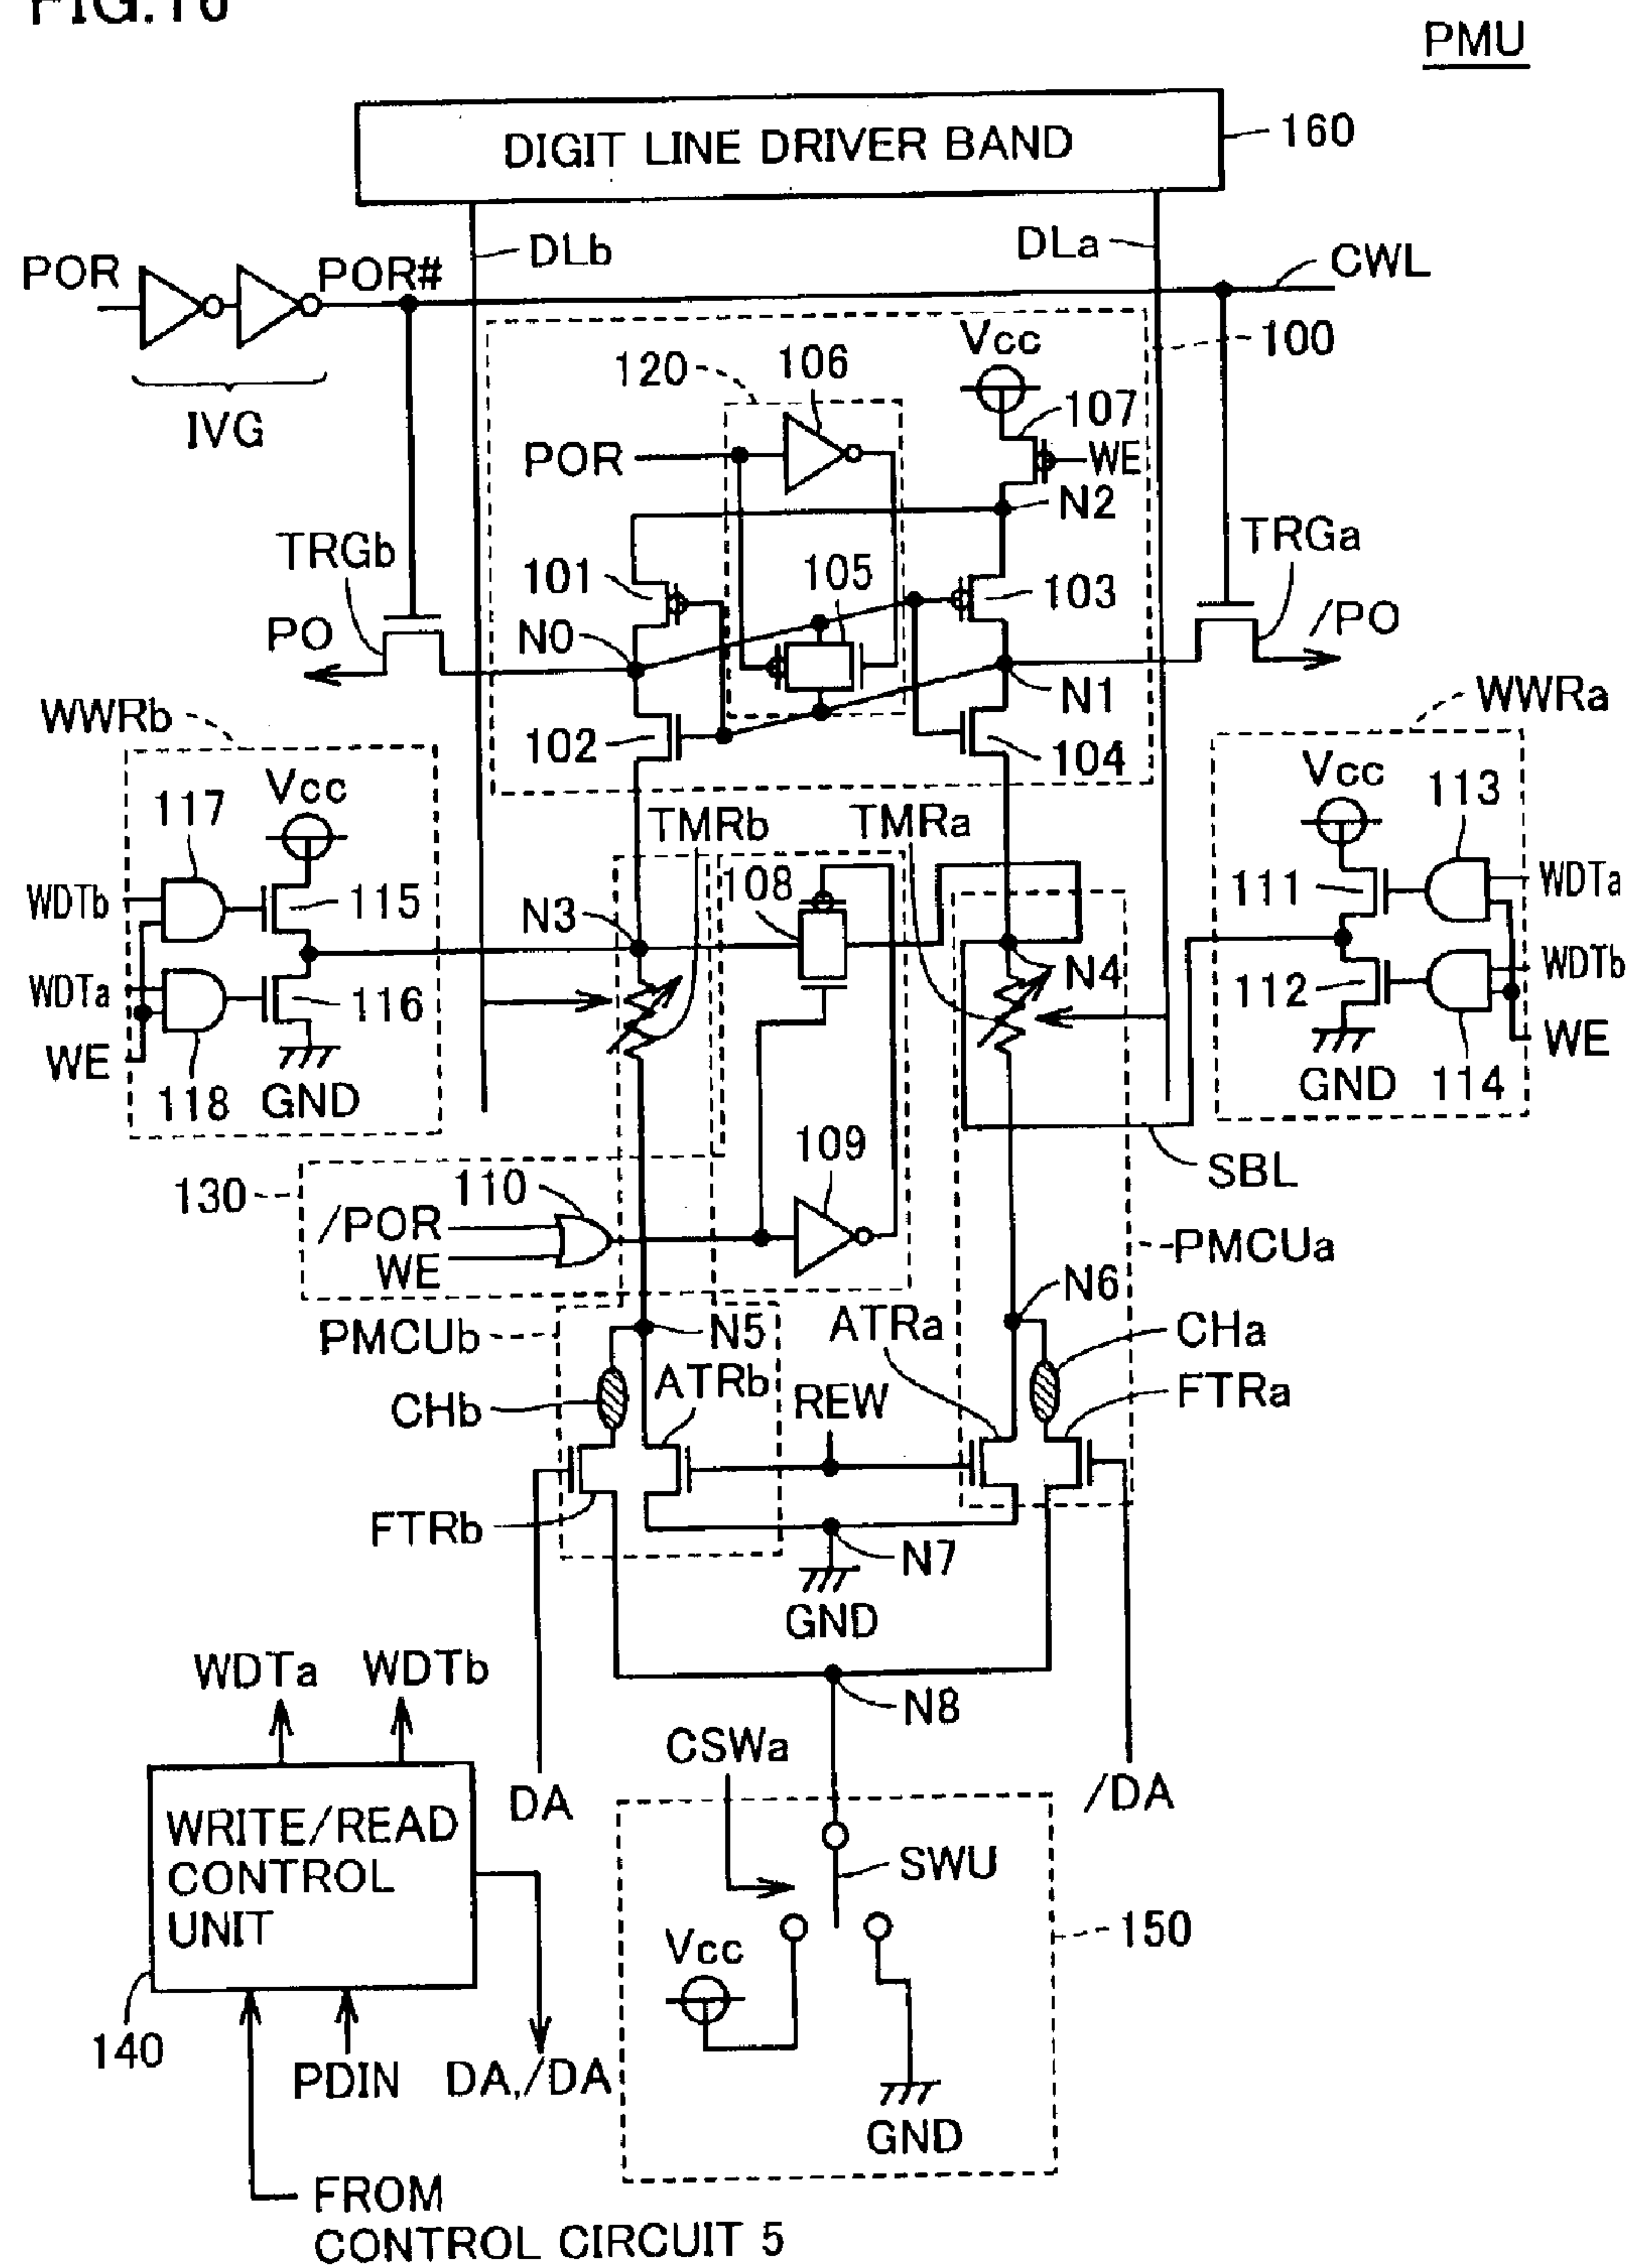 FIG.16
PMU
DIGIT LINE DRIVER BAND
160
DLb
DLa
POR
POR#
CWL
IVG
Vcc
100
120
106
107
POR
WE
N2
TRGb
TRGa
101
105
103
PO
N0
/PO
N1
WWRb
WWRa
102
104
117
Vcc
TMRb
TMRa
Vcc
113
WDTb
115
N3
108
111
WDTa
N4
WDTa
116
112
WDTb
WE
WE
118
GND
GND
114
109
SBL
130
110
/POR
WE
PMCUa
N6
PMCUb
N5
ATRa
CHa
CHb
ATRb
REW
FTRa
FTRb
N7
GND
WDTa
WDTb
N8
CSWa
DA
/DA
WRITE/READ
CONTROL
UNIT
SWU
Vcc
150
140
PDIN
DA,/DA
GND
FROM
CONTROL CIRCUIT 5